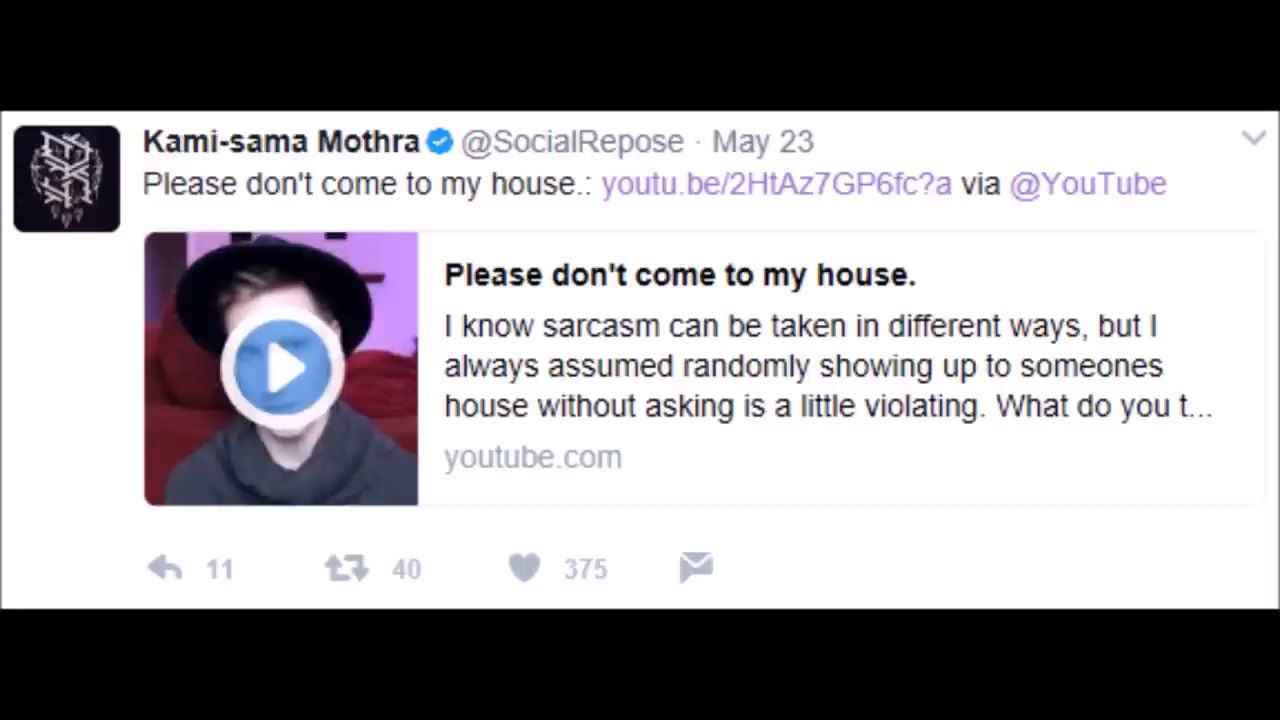 Kami-sama Mothra @SocialRepose · May 23
Please don't come to my house.: youtu.be/2HtAz7GP6fc?a via @YouTube
Please don't come to my house.
I know sarcasm can be taken in different ways, but I
always assumed randomly showing up to someones
house without asking is a little violating. What do you t...
youtube.com
11 40 375